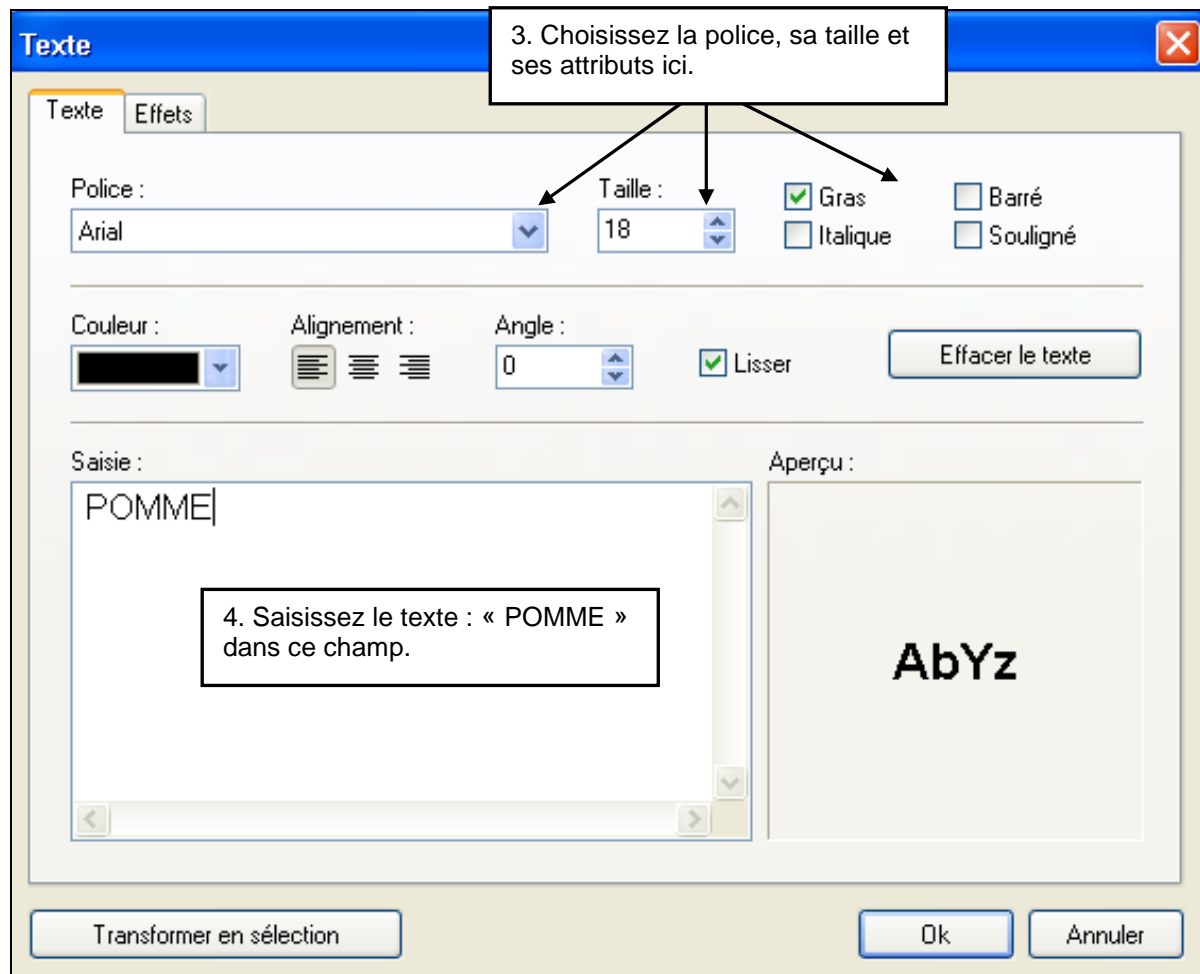 Texte
3. Choisissez la police, sa taille et
ses attributs ici.
Texte
Effets
Police :
Taille :
Arial
18
Gras
Barré
Italique
Souligné
Couleur :
Alignement :
Angle :
0
Lisser
Effacer le texte
Saisie :
Aperçu :
POMME
4. Saisissez le texte : « POMME »
dans ce champ.
AbYz
Transformer en sélection
Ok
Annuler